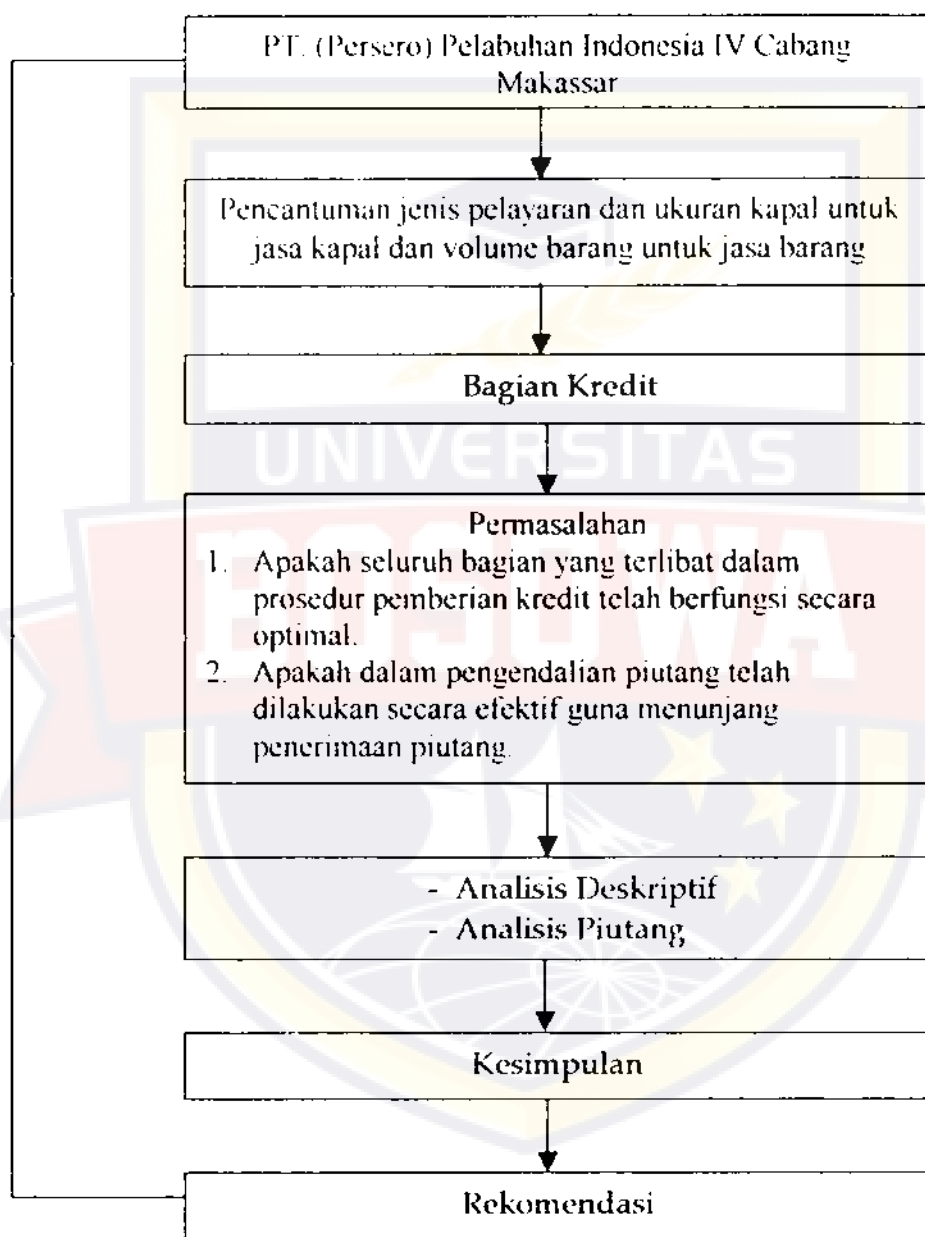 PT. (Persero) Pelabuhan Indonesia IV Cabang
Makassar
Pencantuman jenis pelayaran dan ukuran kapal untuk
jasa kapal dan volume barang untuk jasa barang
Bagian Kredit
UNIVERSITAS
BOSOWA
Permasalahan
1. Apakah seluruh bagian yang terlibat dalam
prosedur pemberian kredit telah berfungsi secara
optimal.
2. Apakah dalam pengendalian piutang telah
dilakukan secara efektif guna menunjang
penerimaan piutang.
- Analisis Deskriptif
- Analisis Piutang
Kesimpulan
Rekomendasi